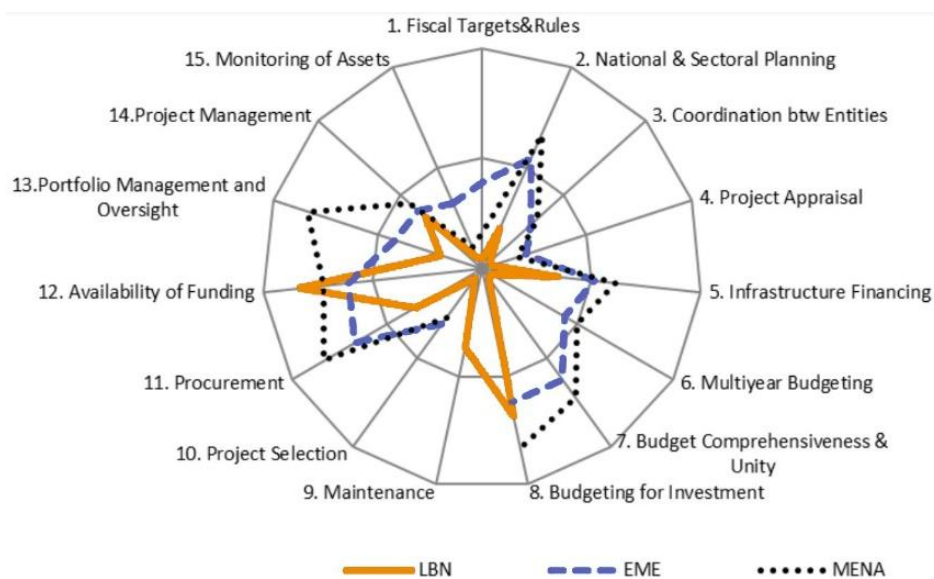 1. Fiscal Targets&Rules
2. National & Sectoral Planning
3. Coordination btw Entities
4. Project Appraisal
5. Infrastructure Financing
6. Multiyear Budgeting
7. Budget Comprehensiveness &
Unity
8. Budgeting for Investment
9. Maintenance
10. Project Selection
11. Procurement
12. Availability of Funding
13.Portfolio Management and
Oversight
14.Project Management
15. Monitoring of Assets
LBN
EME
MENA